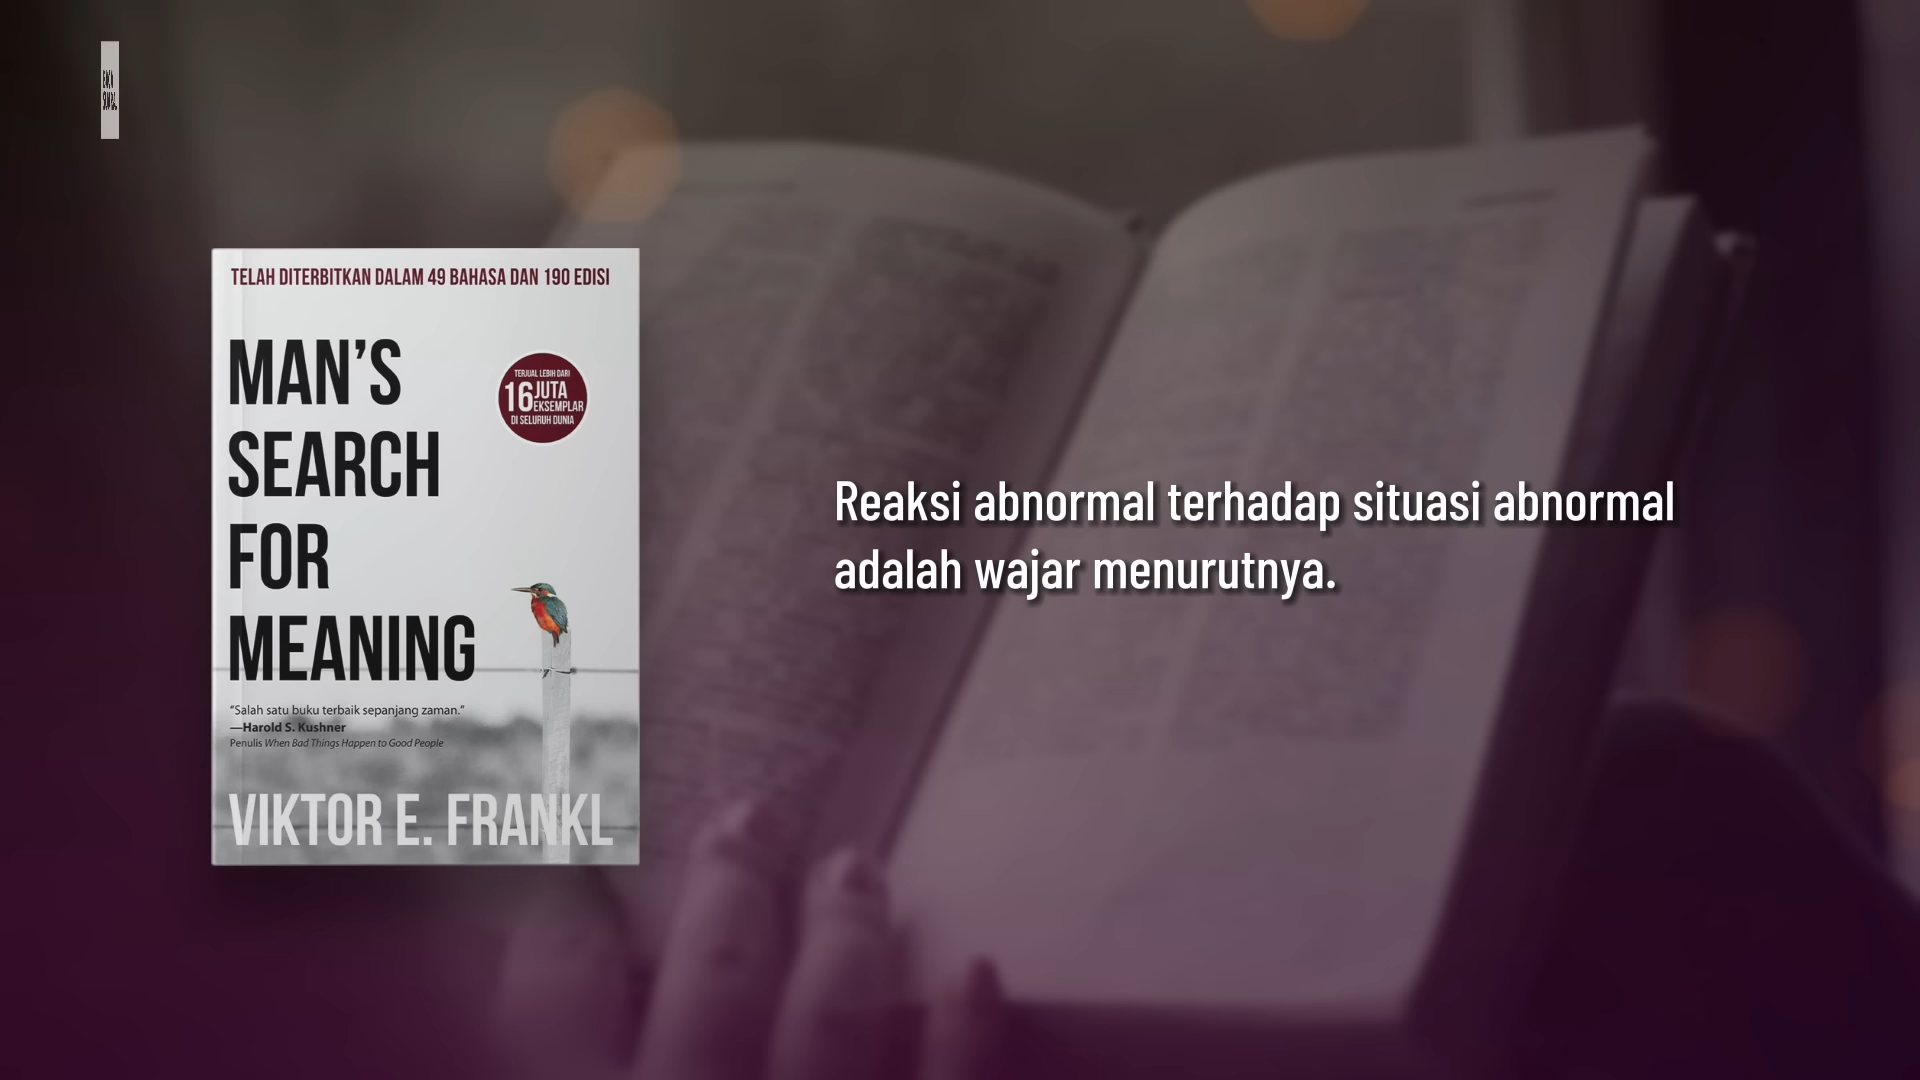 TELAH DITERBITKAN DALAM 49 BAHASA DAN 190 EDISI
MAN'S
SEARCH
FOR
MEANING
TERJUAL LEBIH DARI
16 JUTA
EKSEMPLAR
DI SELURUH DUNIA
“Salah satu buku terbaik sepanjang zaman.”
—Harold S. Kushner
Penulis When Bad Things Happen to Good People
VIKTOR E. FRANKL
Reaksi abnormal terhadap situasi abnormal
adalah wajar menurutnya.